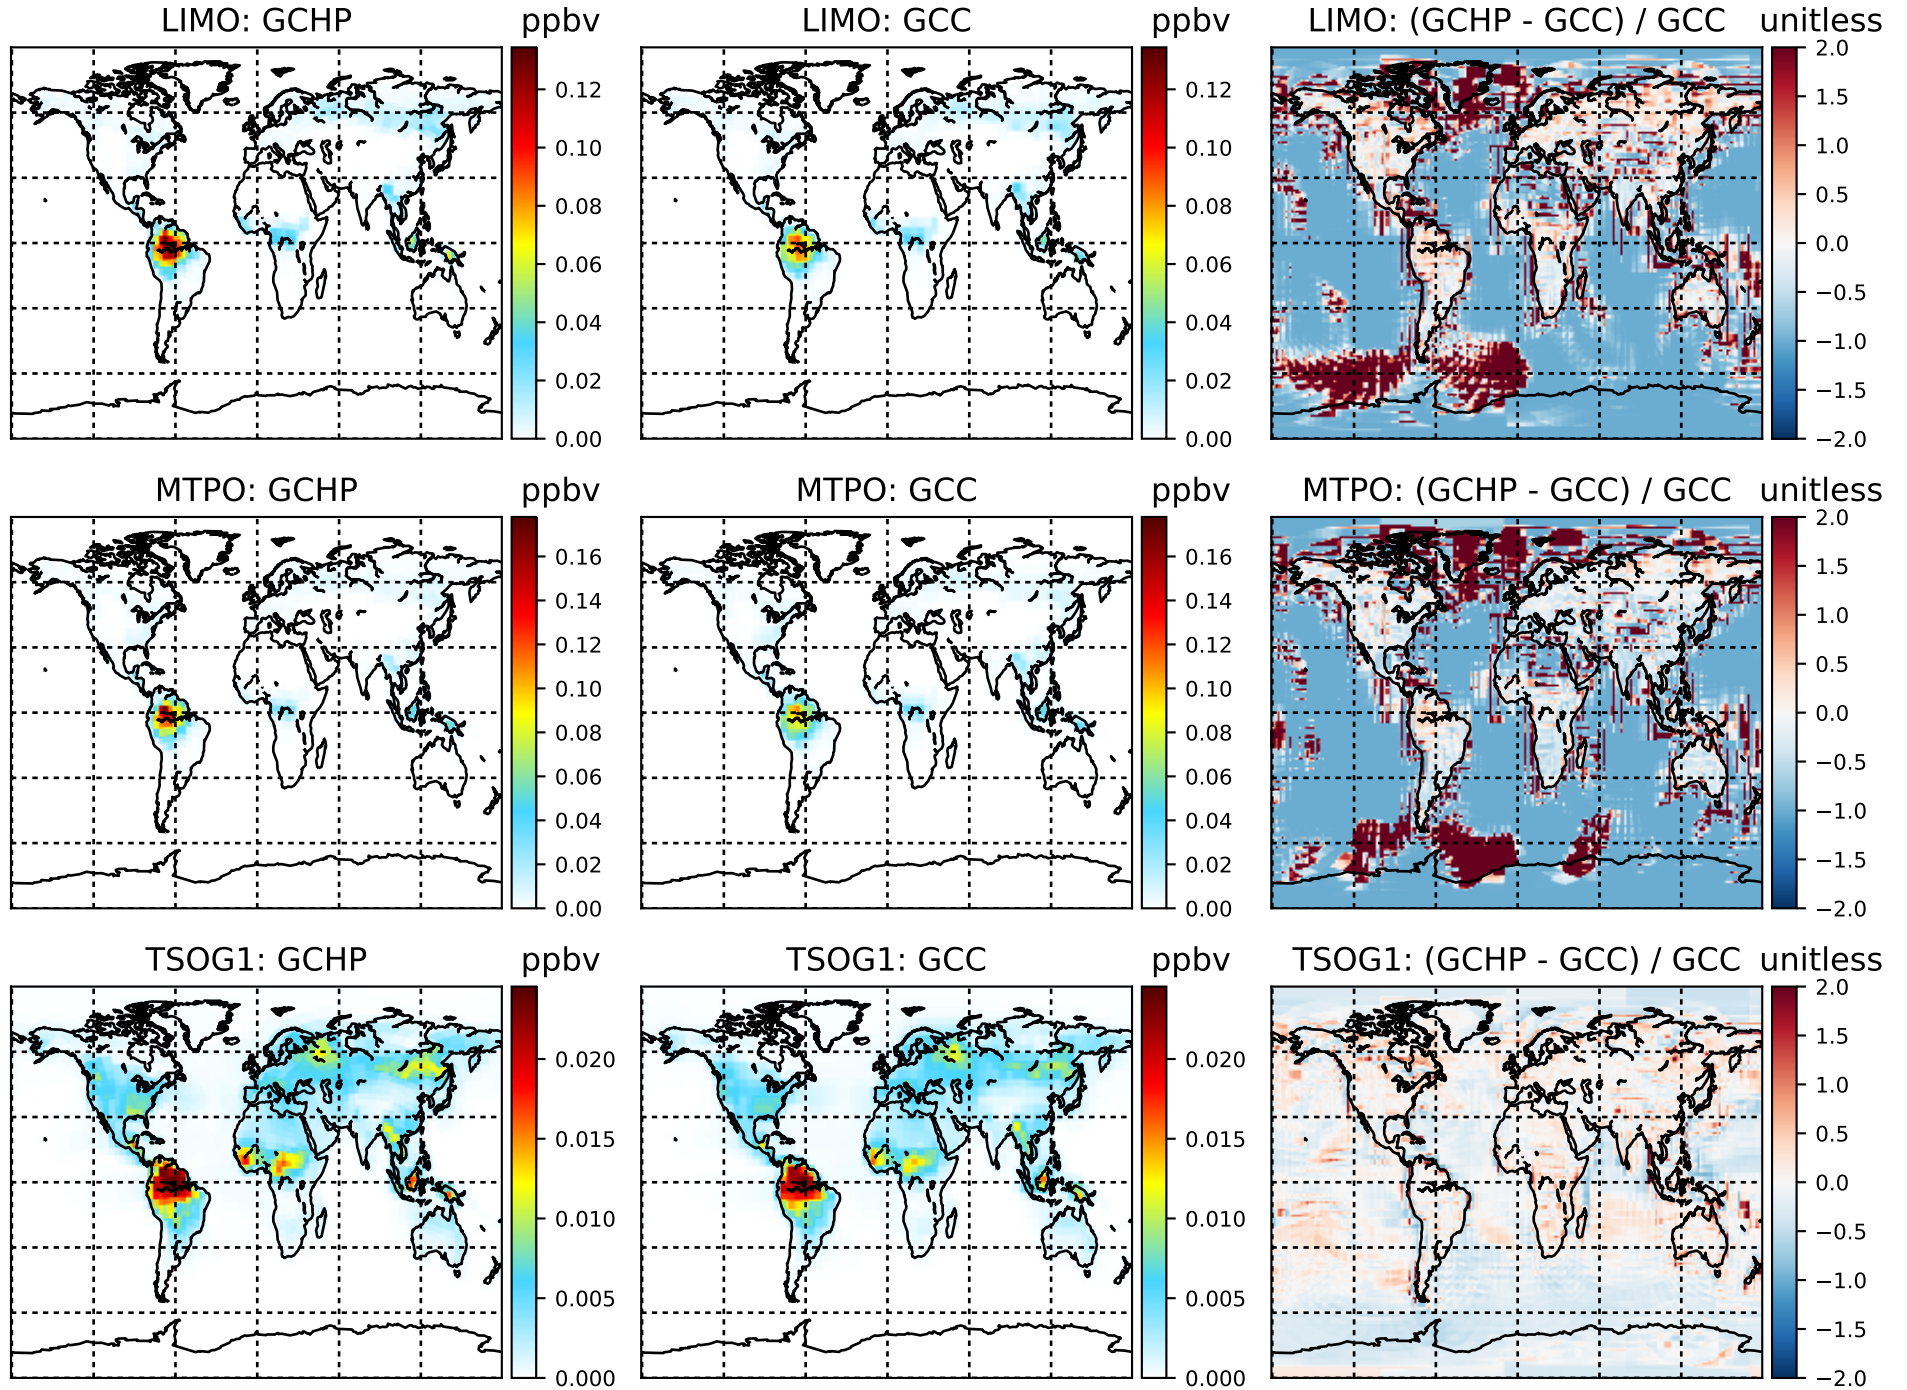 LIMO: GCHP ppbv LIMO: GCC ppbv LIMO: (GCHP - GCC) / GCC unitless
0.12 0.12 2.0
0.10 0.10 1.5
0.08 0.08 1.0
0.06 0.06 0.5
0.04 0.04 0.0
0.02 0.02 −0.5
0.00 0.00 −1.0
−1.5
−2.0
MTPO: GCHP ppbv MTPO: GCC ppbv MTPO: (GCHP - GCC) / GCC unitless
0.16 0.16 2.0
0.14 0.14 1.5
0.12 0.12 1.0
0.10 0.10 0.5
0.08 0.08 0.0
0.06 0.06 −0.5
0.04 0.04 −1.0
0.02 0.02 −1.5
0.00 0.00 −2.0
TSOG1: GCHP ppbv TSOG1: GCC ppbv TSOG1: (GCHP - GCC) / GCC unitless
0.020 0.020 2.0
0.015 0.015 1.5
0.010 0.010 1.0
0.005 0.005 0.5
0.000 0.000 0.0
−0.5
−1.0
−1.5
−2.0